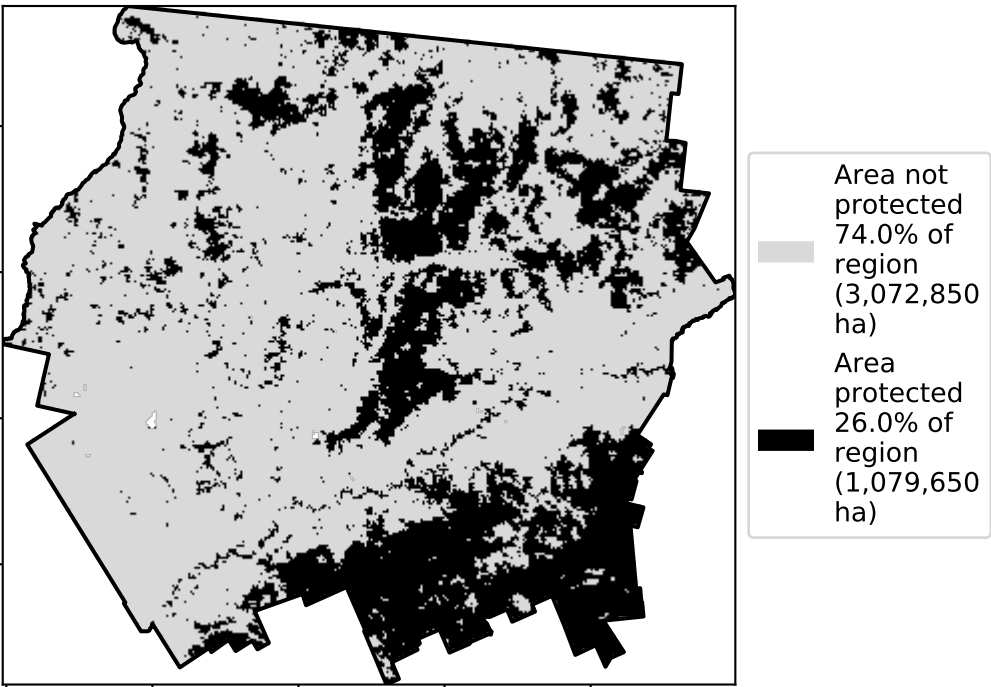 Area not
protected
74.0% of
region
(3,072,850
ha)
Area
protected
26.0% of
region
(1,079,650
ha)